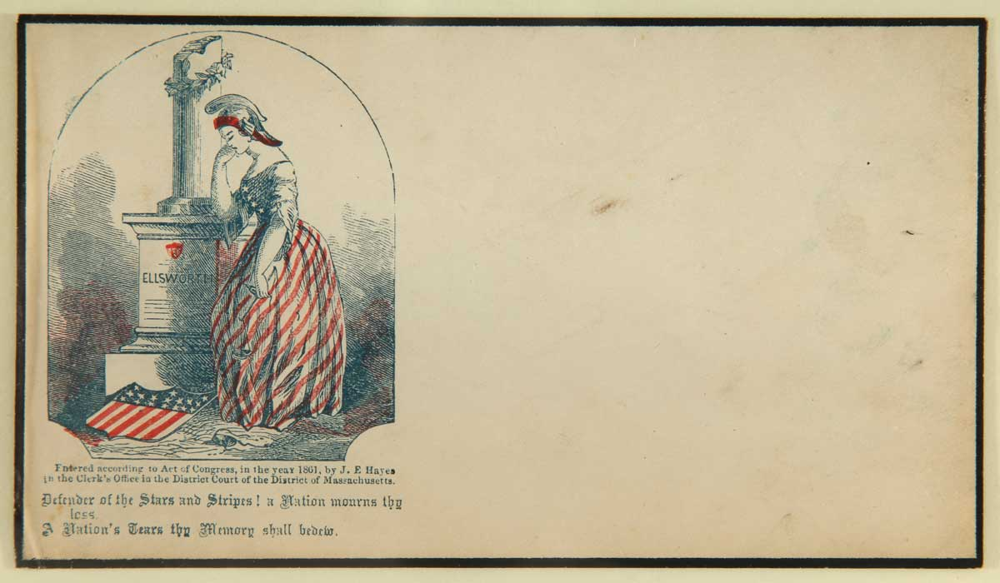 ELLSWORTH
Entered according to Act of Congress, in the year 1861, by J. E Hayes
in the Clerk's Office in the District Court of the District of Massachusetts.
Defender of the Stars and Stripes! a Nation mourns thy
loss.
A Nation's Tears thy Memory shall bedew.